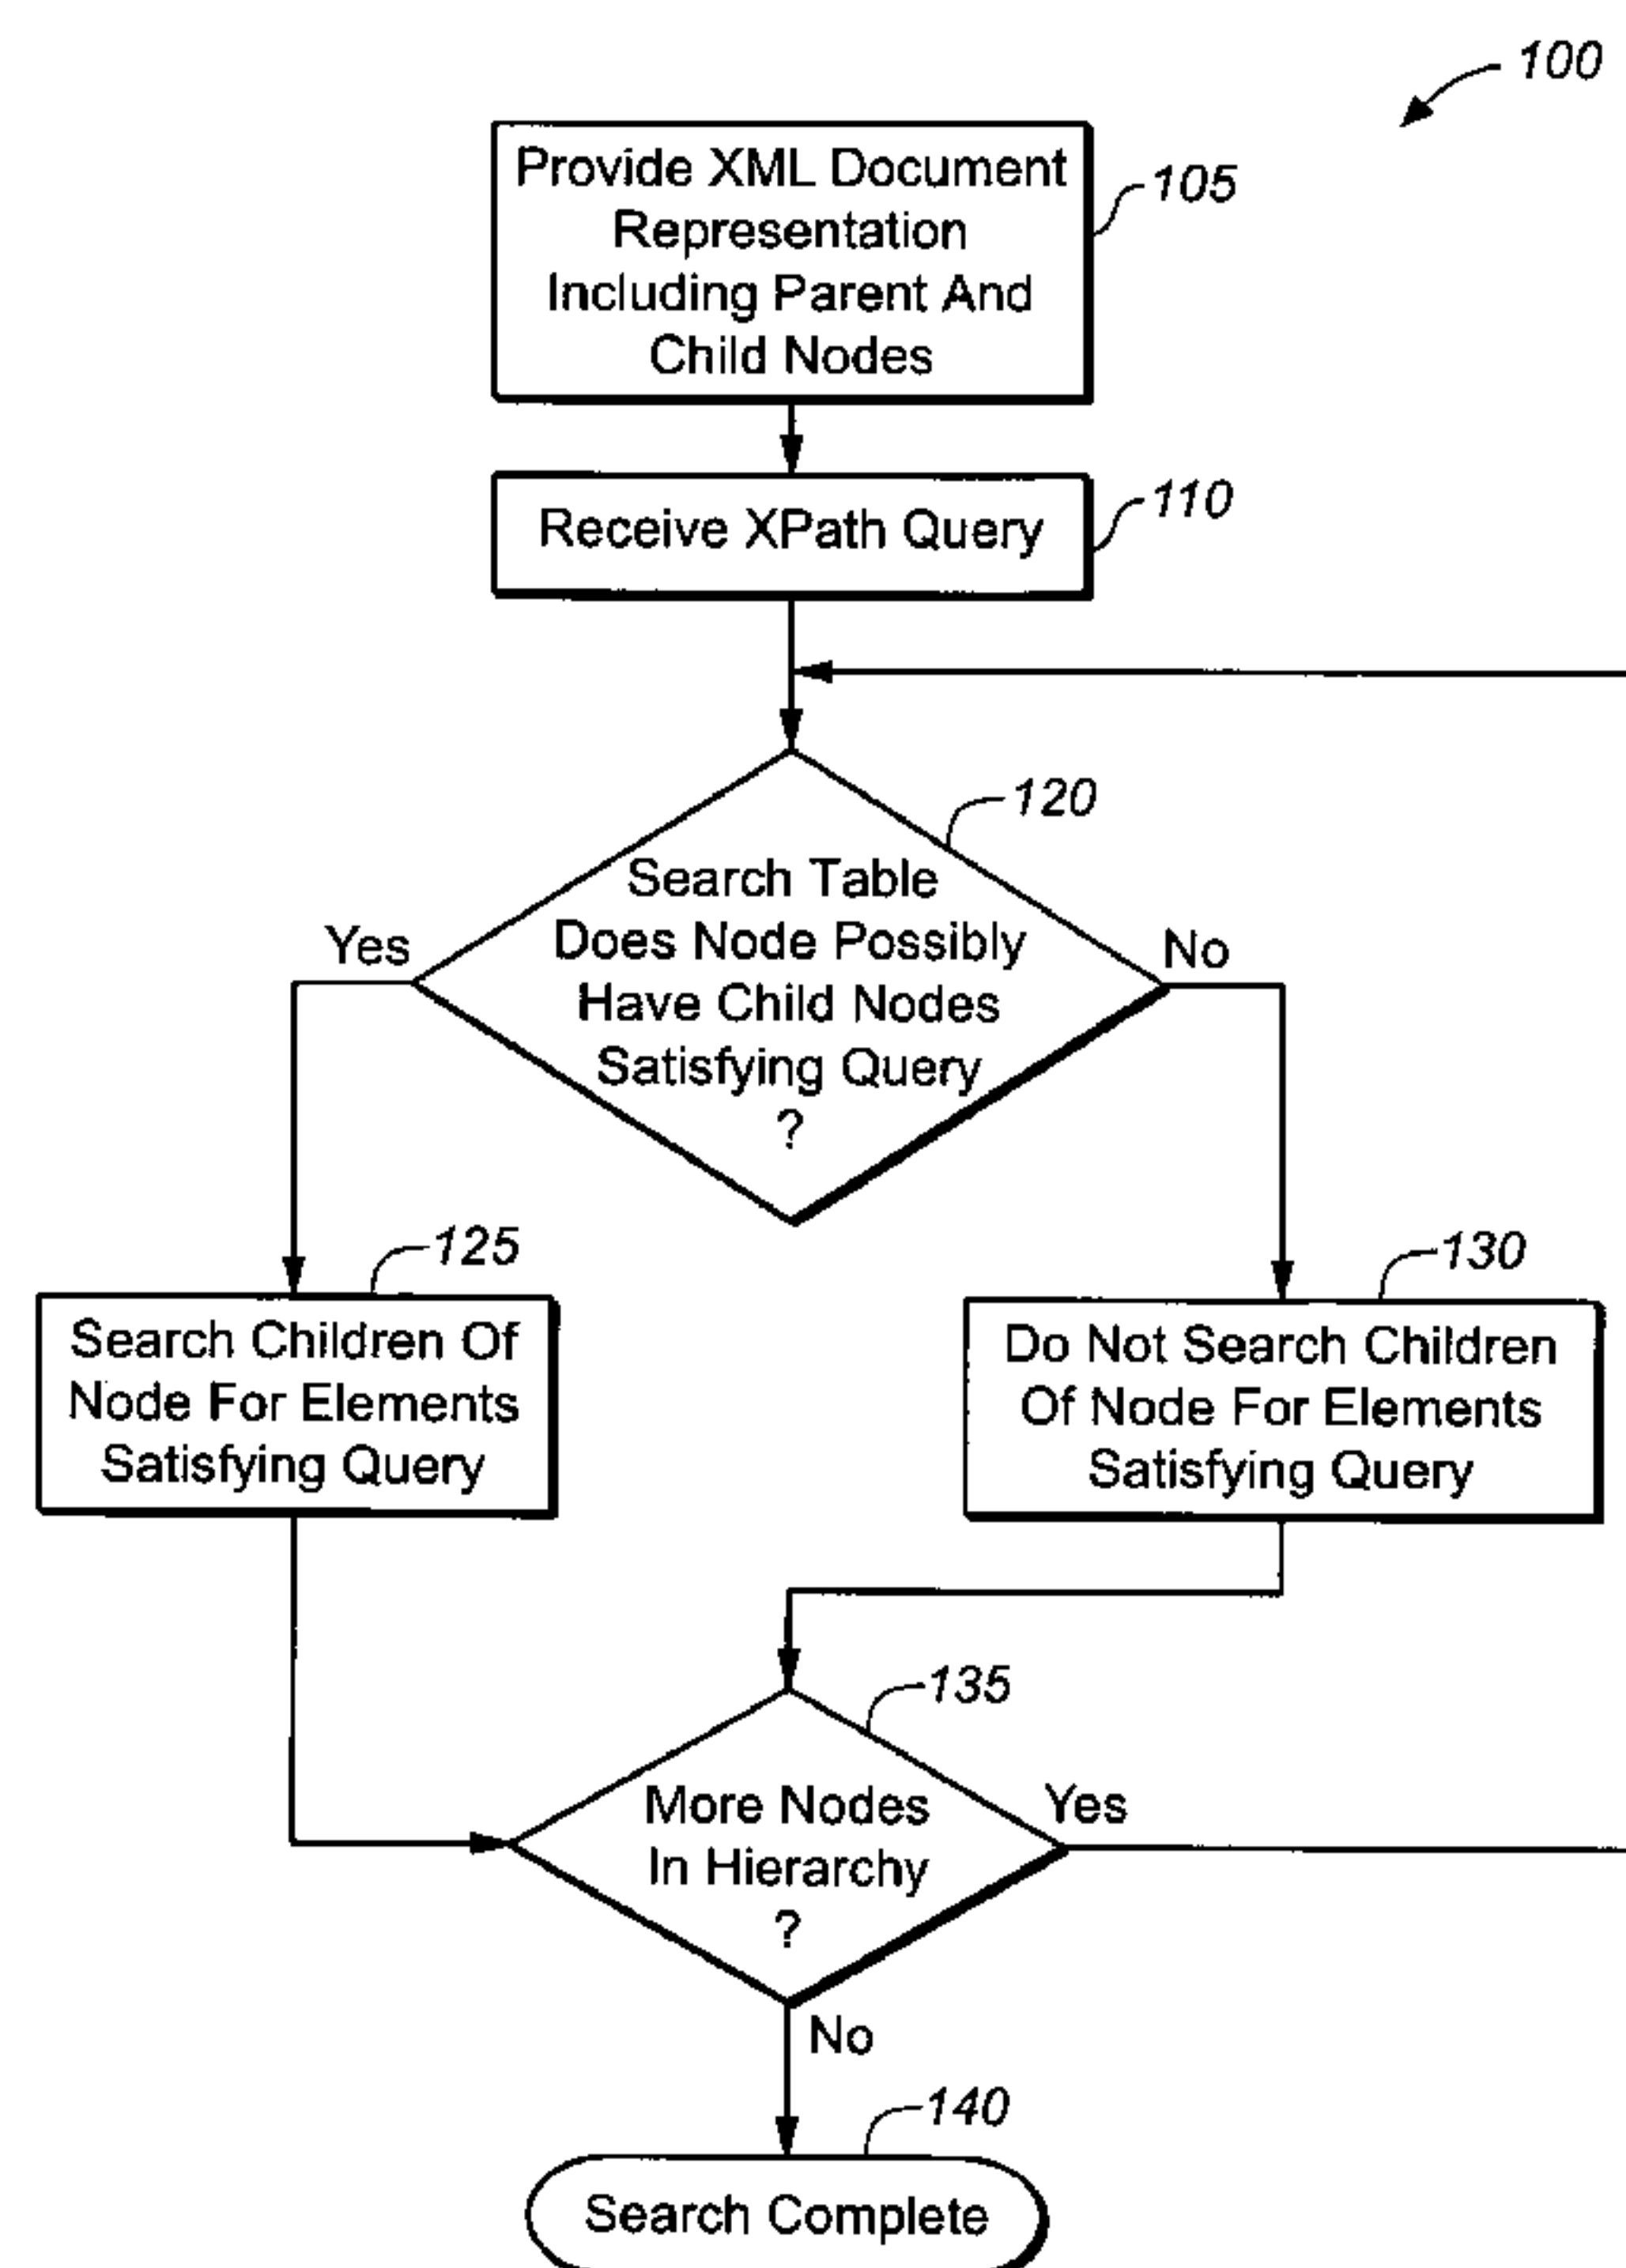 100
Provide XML Document
Representation
Including Parent And
Child Nodes
105
Receive XPath Query
110
120
Search Table
Does Node Possibly
Have Child Nodes
Satisfying Query
?
Yes
No
125
Search Children Of
Node For Elements
Satisfying Query
130
Do Not Search Children
Of Node For Elements
Satisfying Query
135
More Nodes
In Hierarchy
?
Yes
No
140
Search Complete